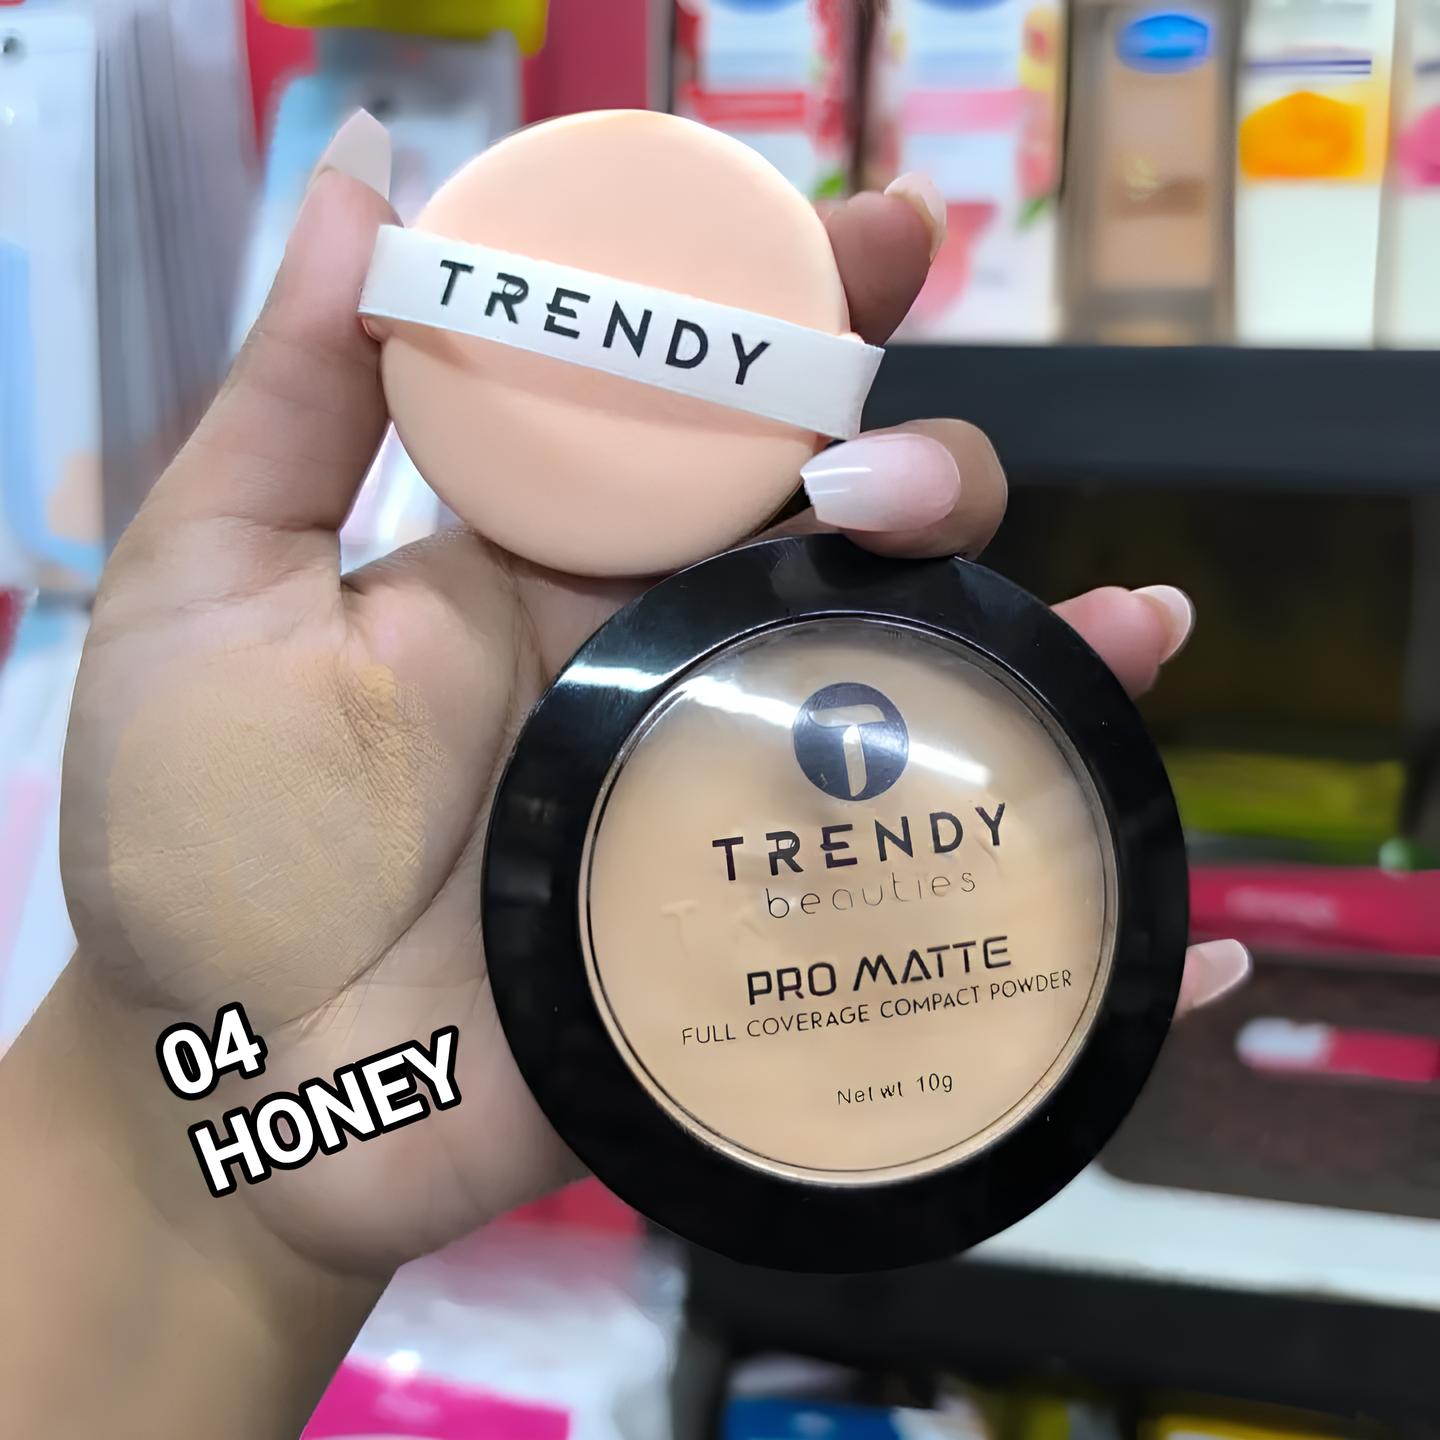 TRENDY
T
TRENDY
beauties
PRO MATTE
FULL COVERAGE COMPACT POWDER
Net wt 10g
04
HONEY